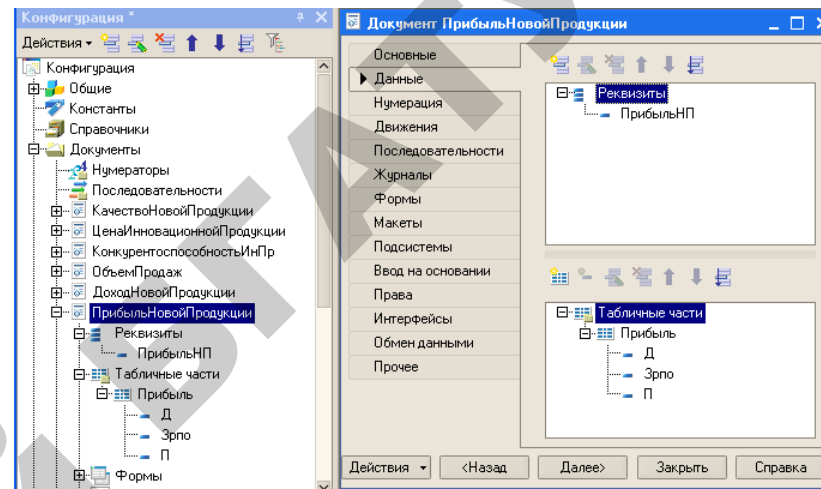 Конфигурация *
Действия
Конфигурация
Общие
Константы
Справочники
Документы
Нумераторы
Последовательности
КачествоНовойПродукции
ЦенаИнновационнойПродукции
КонкурентоспособностьИнПр
ОбъемПродаж
ДоходНовойПродукции
ПрибыльНовойПродукции
Реквизиты
ПрибыльНП
Табличные части
Прибыль
Д
Зрпо
П
Формы
Документ ПрибыльНовойПродукции
Основные
Данные
Нумерация
Движения
Последовательности
Журналы
Формы
Макеты
Подсистемы
Ввод на основании
Права
Интерфейсы
Обмен данными
Прочее
Реквизиты
ПрибыльНП
Табличные части
Прибыль
Д
Зрпо
П
Действия
<Назад
Далее>
Закрыть
Справка